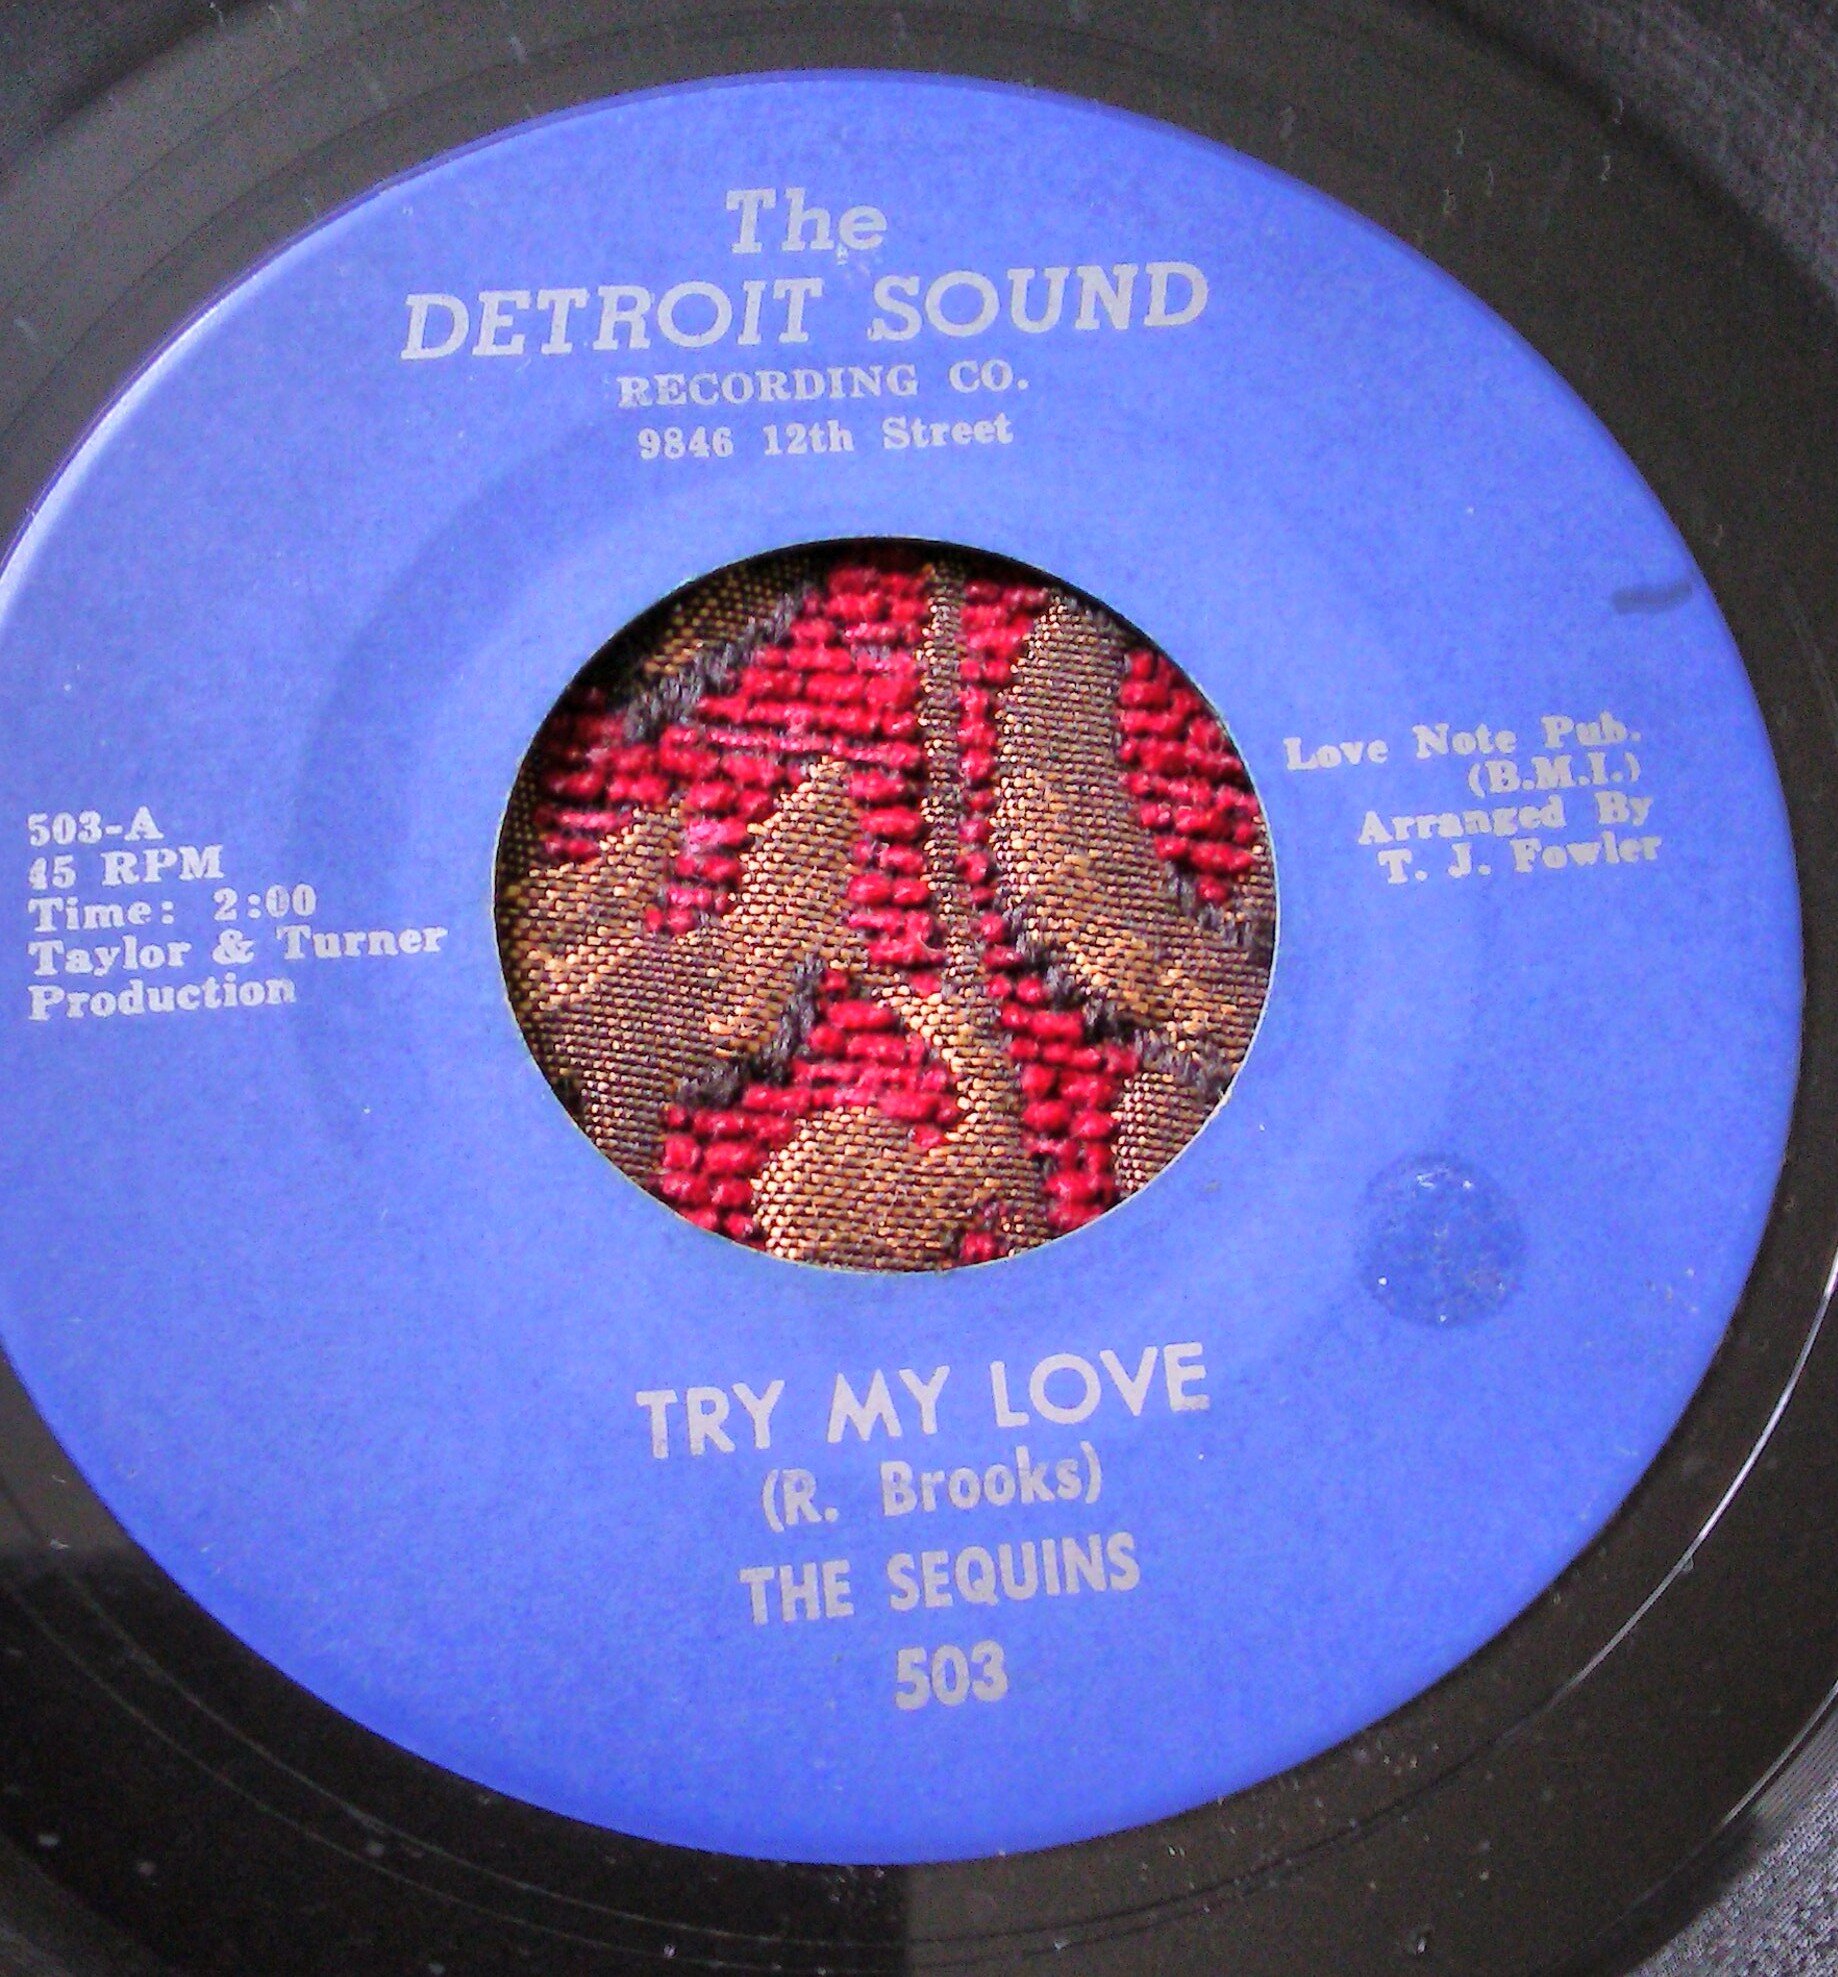 The
DETROIT SOUND
RECORDING CO.
9846 12th Street
503-A
45 RPM
Time: 2:00
Taylor & Turner
Production
Love Note Pub.
(B.M.I.)
Arranged By
T. J. Fowler
TRY MY LOVE
(R. Brooks)
THE SEQUINS
503